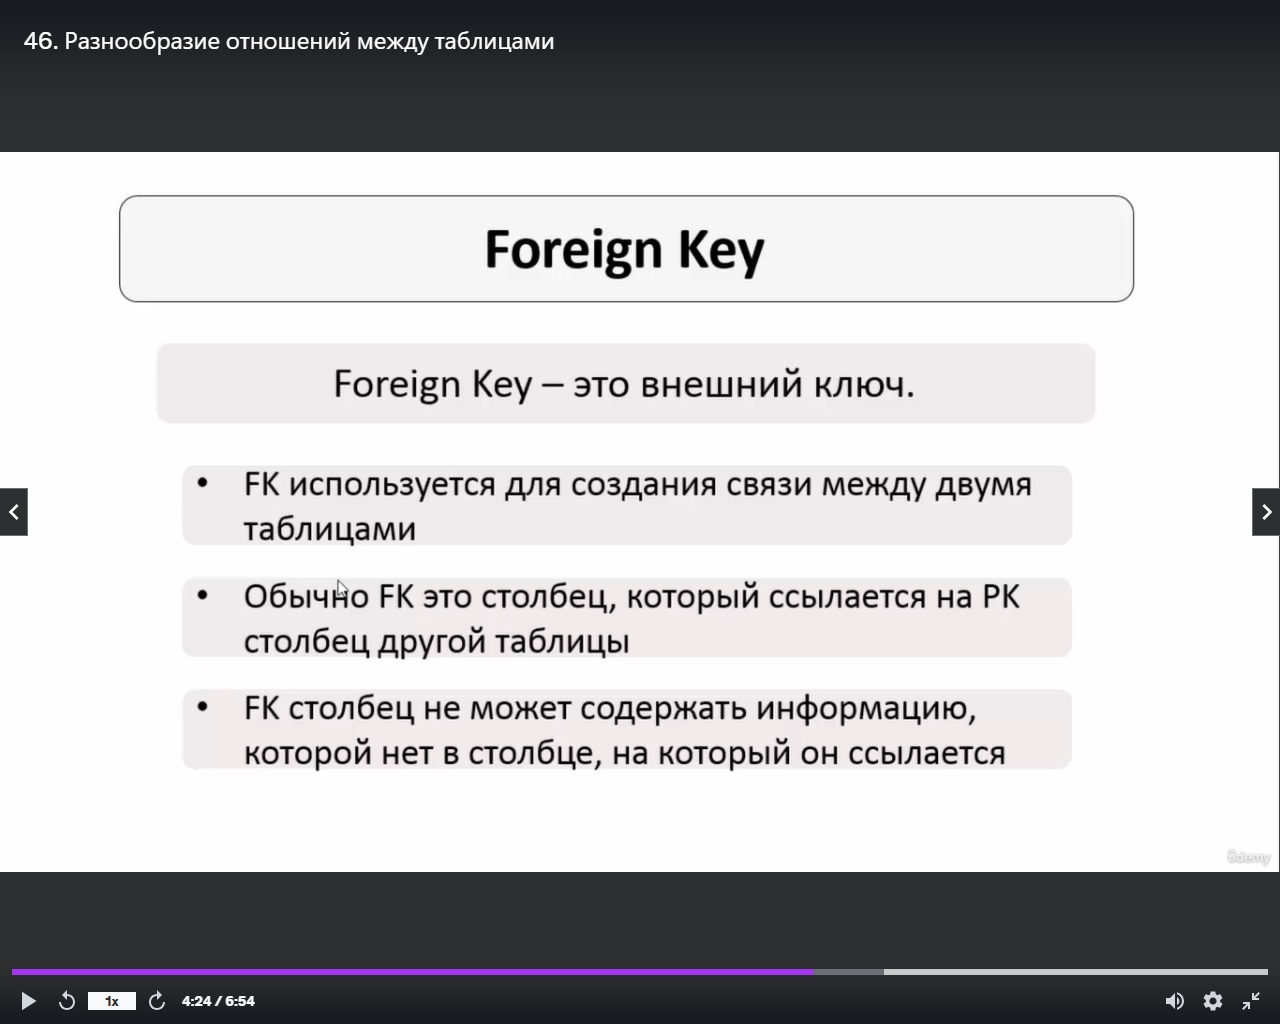 46. Разнообразие отношений между таблицами
Foreign Key
Foreign Key – это внешний ключ.
• FK используется для создания связи между двумя
таблицами
• Обычно FK это столбец, который ссылается на PK
столбец другой таблицы
• FK столбец не может содержать информацию,
которой нет в столбце, на который он ссылается
ûdemy
1x
4:24 / 6:54